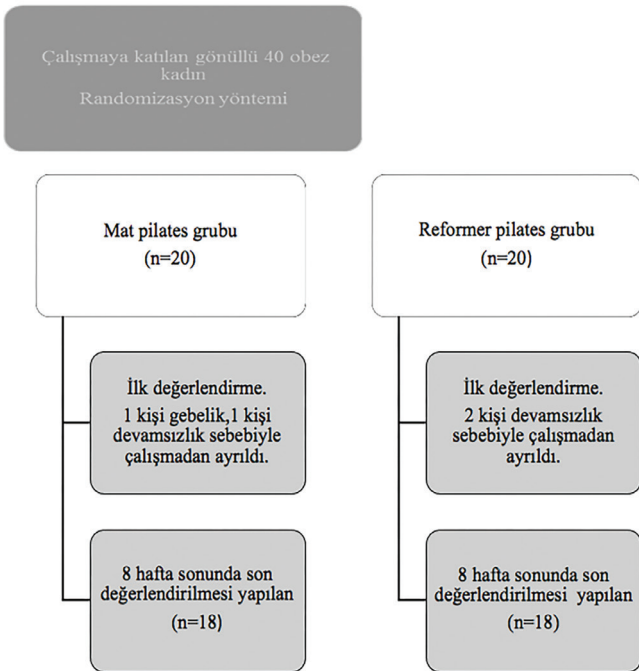 Çalışmaya katılan gönüllü 40 obez
kadın
Randomizasyon yöntemi
Mat pilates grubu
(n=20)
Reformer pilates grubu
(n=20)
İlk değerlendirme.
1 kişi gebelik,1 kişi
devamsızlık sebebiyle
çalışmadan ayrıldı.
İlk değerlendirme.
2 kişi devamsızlık
sebebiyle çalışmadan
ayrıldı.
8 hafta sonunda son
değerlendirilmesi yapılan
(n=18)
8 hafta sonunda son
değerlendirilmesi yapılan
(n=18)